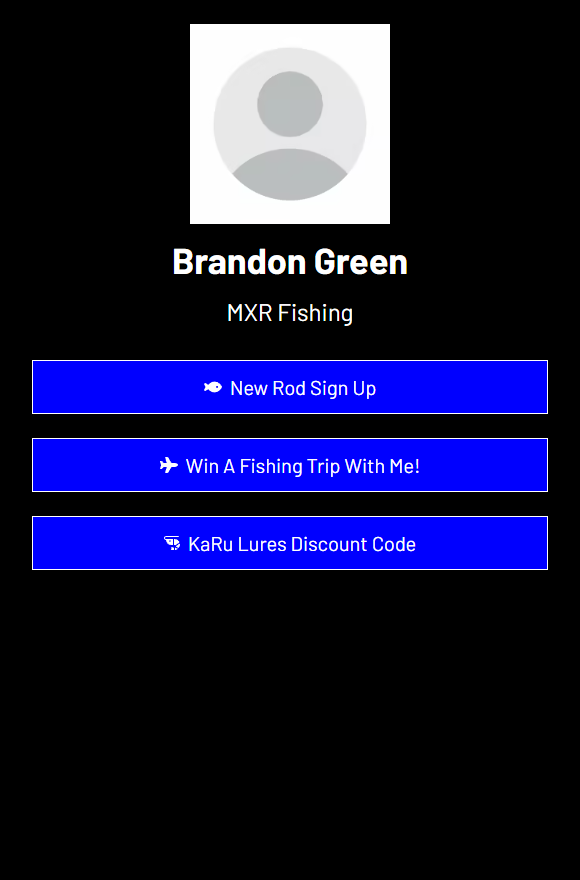 Brandon Green
MXR Fishing
New Rod Sign Up
Win A Fishing Trip With Me!
KaRu Lures Discount Code